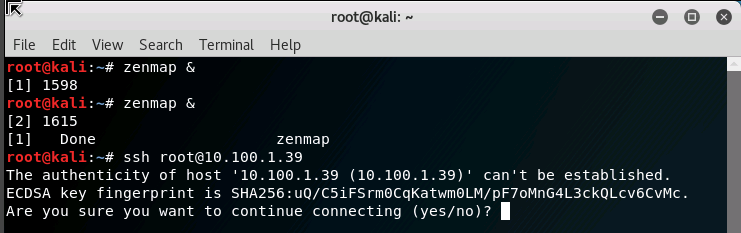 root@kali: ~
File Edit View Search Terminal Help
root@kali:~# zenmap &
[1] 1598
root@kali:~# zenmap &
[2] 1615
[1]   Done                    zenmap
root@kali:~# ssh root@10.100.1.39
The authenticity of host '10.100.1.39 (10.100.1.39)' can't be established.
ECDSA key fingerprint is SHA256:uQ/C5iFSrm0CqKatwm0LM/pF7oMnG4L3ckQLcv6CvMc.
Are you sure you want to continue connecting (yes/no)?